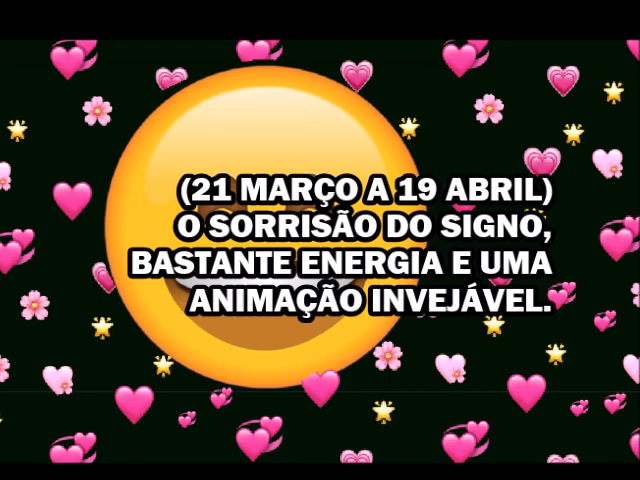 (21 MARÇO A 19 ABRIL)
O SORRISÃO DO SIGNO,
BASTANTE ENERGIA E UMA
ANIMAÇÃO INVEJÁVEL.